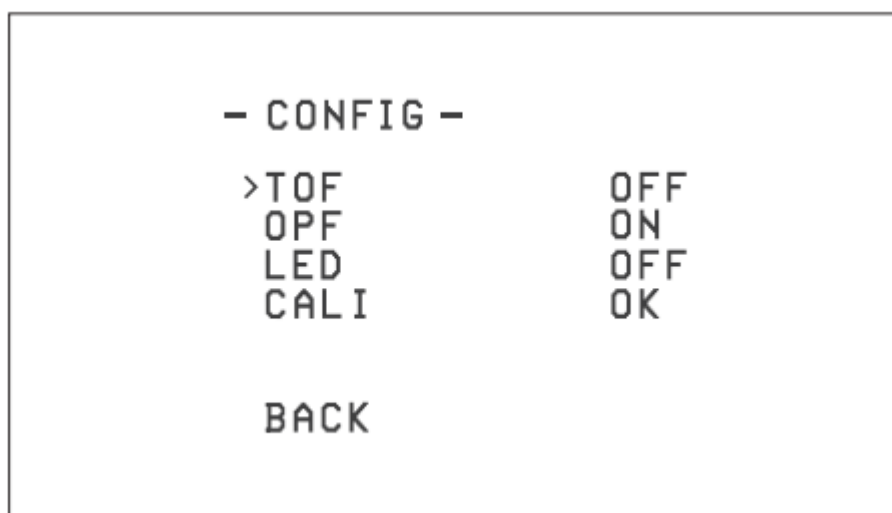 - CONFIG -
>TOF OFF
OPF ON
LED OFF
CALI OK
BACK